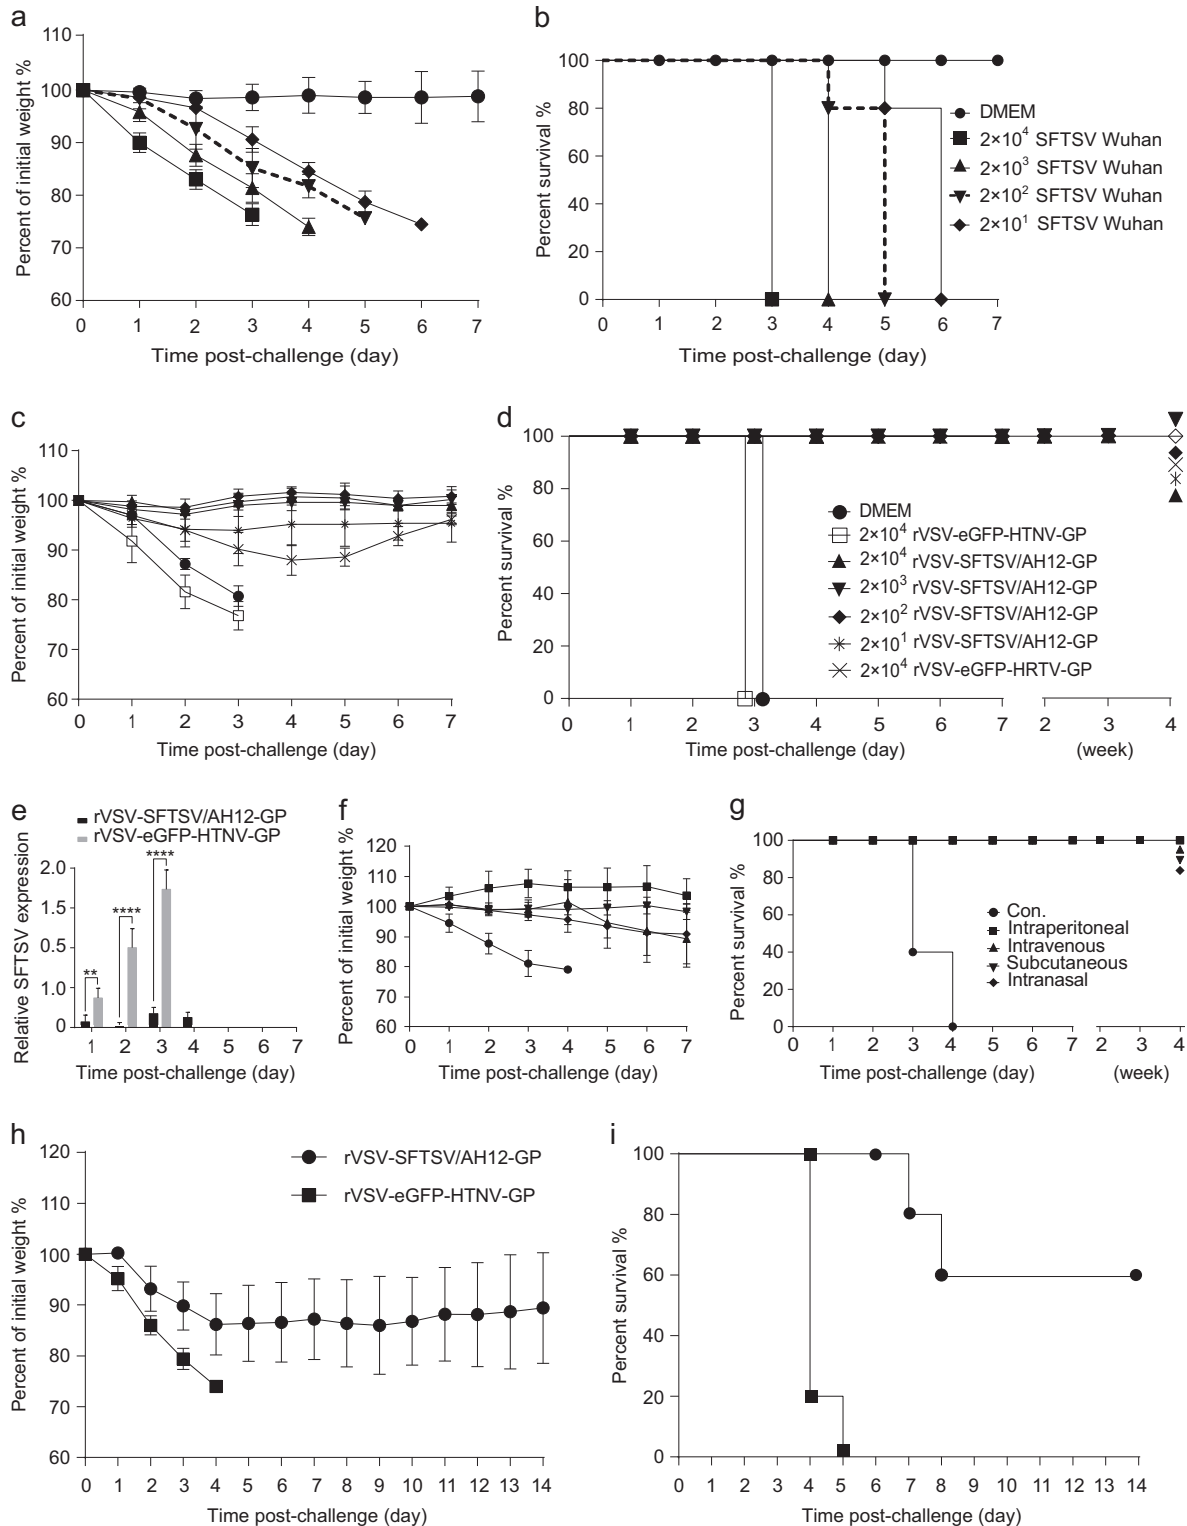 a
110
100
90
80
70
60
Percent of initial weight %
0 1 2 3 4 5 6 7
Time post-challenge (day)
b
100
80
60
40
20
0
Percent survival %
0 1 2 3 4 5 6 7
Time post-challenge (day)
DMEM
2×10⁴ SFTSV Wuhan
2×10³ SFTSV Wuhan
2×10² SFTSV Wuhan
2×10¹ SFTSV Wuhan
c
110
100
90
80
70
60
Percent of initial weight %
0 1 2 3 4 5 6 7
Time post-challenge (day)
d
100
80
60
40
20
0
Percent survival %
DMEM
2×10⁴ rVSV-eGFP-HTNV-GP
2×10⁴ rVSV-SFTSV/AH12-GP
2×10³ rVSV-SFTSV/AH12-GP
2×10² rVSV-SFTSV/AH12-GP
2×10¹ rVSV-SFTSV/AH12-GP
2×10⁴ rVSV-eGFP-HRTV-GP
0 1 2 3 4 5 6 7 2 3 4
Time post-challenge (day) (week)
e
rVSV-SFTSV/AH12-GP
rVSV-eGFP-HTNV-GP
2.0
1.5
0.5
1.0
0
Relative SFTSV expression
** **** ****
1 2 3 4 5 6 7
Time post-challenge (day)
f
120
110
100
90
80
70
60
Percent of initial weight %
0 1 2 3 4 5 6 7
Time post-challenge (day)
g
100
80
60
40
20
0
Percent survival %
Con.
Intraperitoneal
Intravenous
Subcutaneous
Intranasal
0 1 2 3 4 5 6 7 2 3 4
Time post-challenge (day) (week)
h
120
110
100
90
80
70
60
Percent of initial weight %
rVSV-SFTSV/AH12-GP
rVSV-eGFP-HTNV-GP
0 1 2 3 4 5 6 7 8 9 10 11 12 13 14
Time post-challenge (day)
i
100
80
60
40
20
0
Percent survival %
0 1 2 3 4 5 6 7 8 9 10 11 12 13 14
Time post-challenge (day)